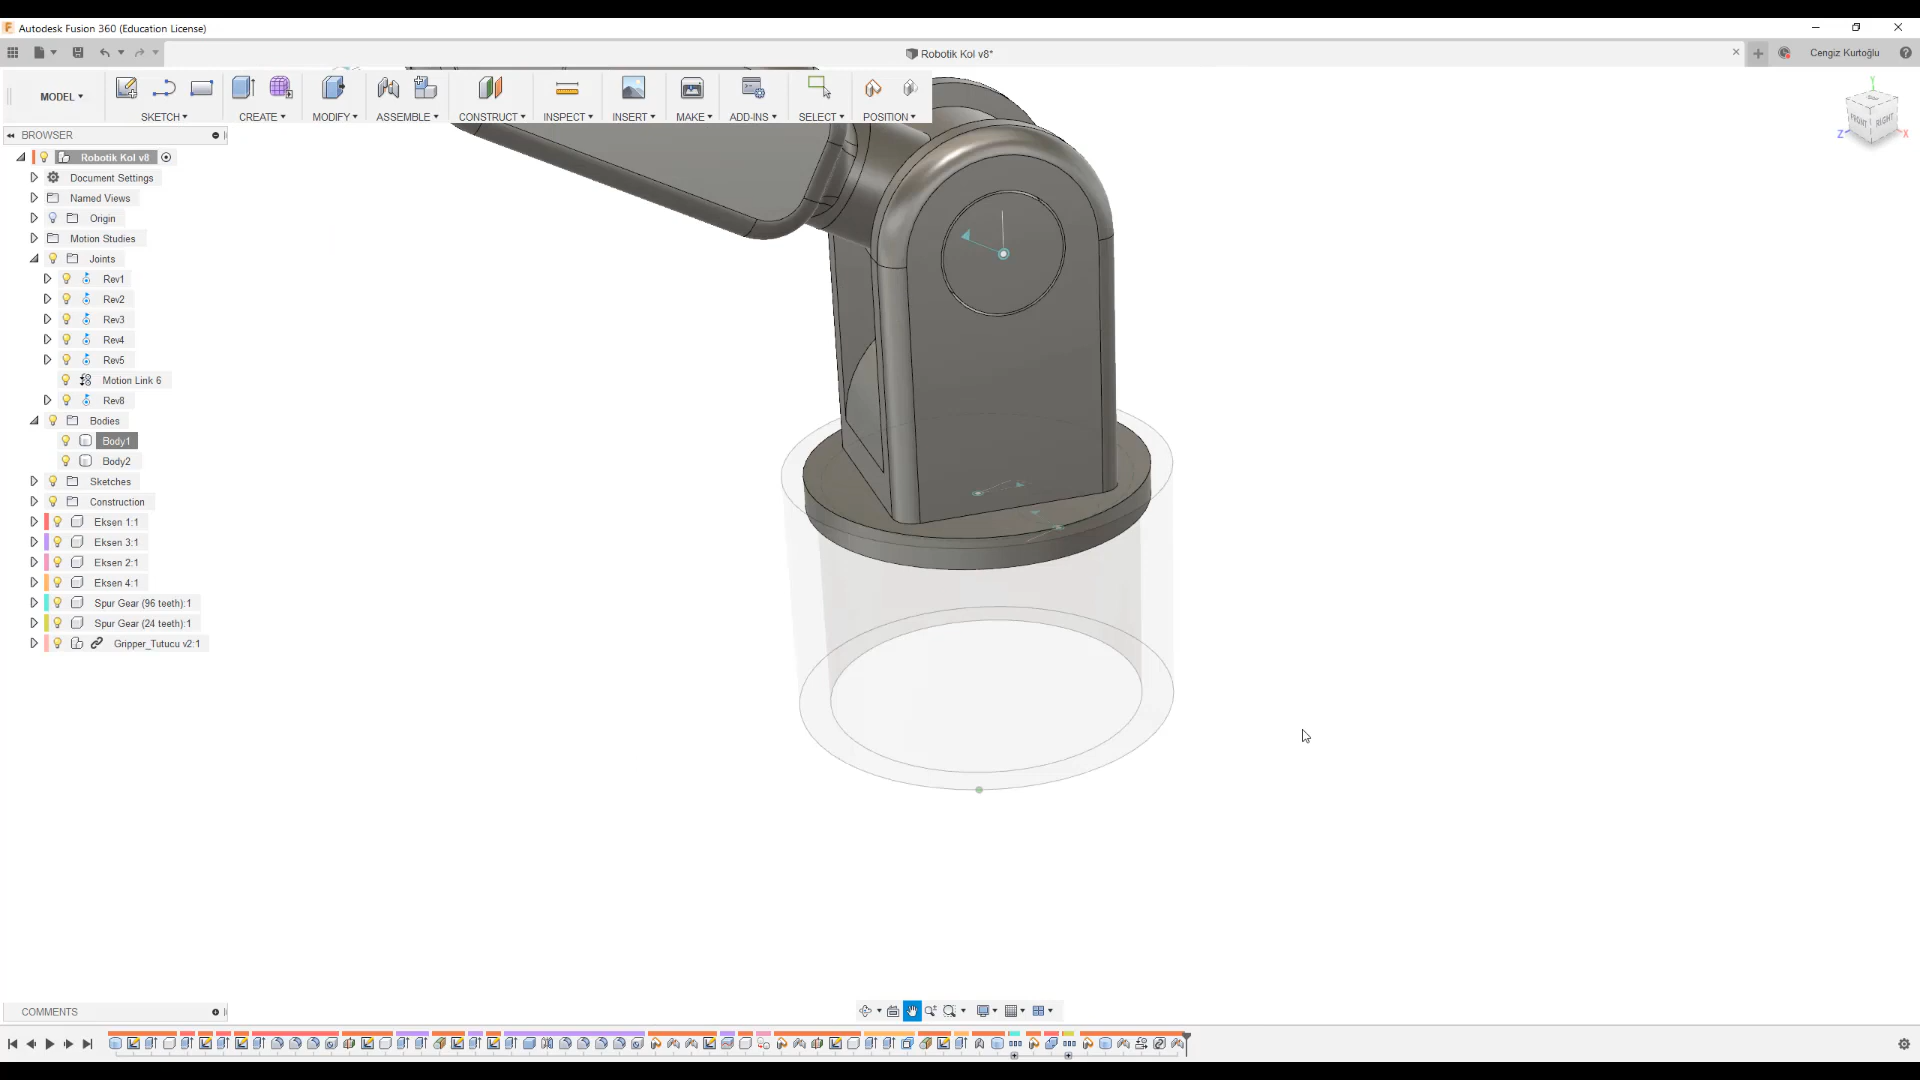 Autodesk Fusion 360 (Education License)
Robotik Kol v8*
Cengiz Kurtoğlu
MODEL
SKETCH
CREATE
MODIFY
ASSEMBLE
CONSTRUCT
INSPECT
INSERT
MAKE
ADD-INS
SELECT
POSITION
Y
FRONT
RIGHT
Z
X
BROWSER
Robotik Kol v8
Document Settings
Named Views
Origin
Motion Studies
Joints
Rev1
Rev2
Rev3
Rev4
Rev5
Motion Link 6
Rev8
Bodies
Body1
Body2
Sketches
Construction
Eksen 1:1
Eksen 3:1
Eksen 2:1
Eksen 4:1
Spur Gear (96 teeth):1
Spur Gear (24 teeth):1
Gripper_Tutucu v2:1
COMMENTS